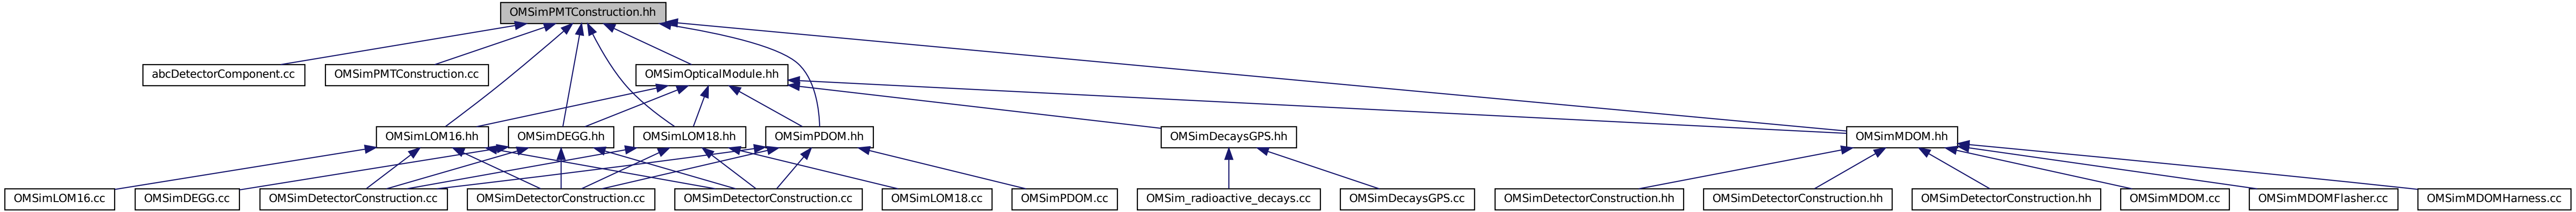 OMSimPMTConstruction.hh
abcDetectorComponent.cc
OMSimPMTConstruction.cc
OMSimOpticalModule.hh
OMSimLOM16.hh
OMSimDEGG.hh
OMSimLOM18.hh
OMSimPDOM.hh
OMSimDecaysGPS.hh
OMSimMDOM.hh
OMSimLOM16.cc
OMSimDEGG.cc
OMSimDetectorConstruction.cc
OMSimDetectorConstruction.cc
OMSimDetectorConstruction.cc
OMSimLOM18.cc
OMSimPDOM.cc
OMSim_radioactive_decays.cc
OMSimDecaysGPS.cc
OMSimDetectorConstruction.hh
OMSimDetectorConstruction.hh
OMSimDetectorConstruction.hh
OMSimMDOM.cc
OMSimMDOMFlasher.cc
OMSimMDOMHarness.cc